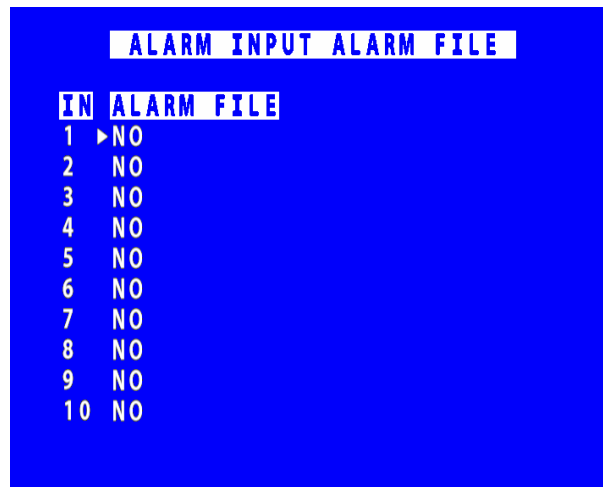 ALARM INPUT ALARM FILE
IN ALARM FILE
1 ▶NO
2 NO
3 NO
4 NO
5 NO
6 NO
7 NO
8 NO
9 NO
10 NO